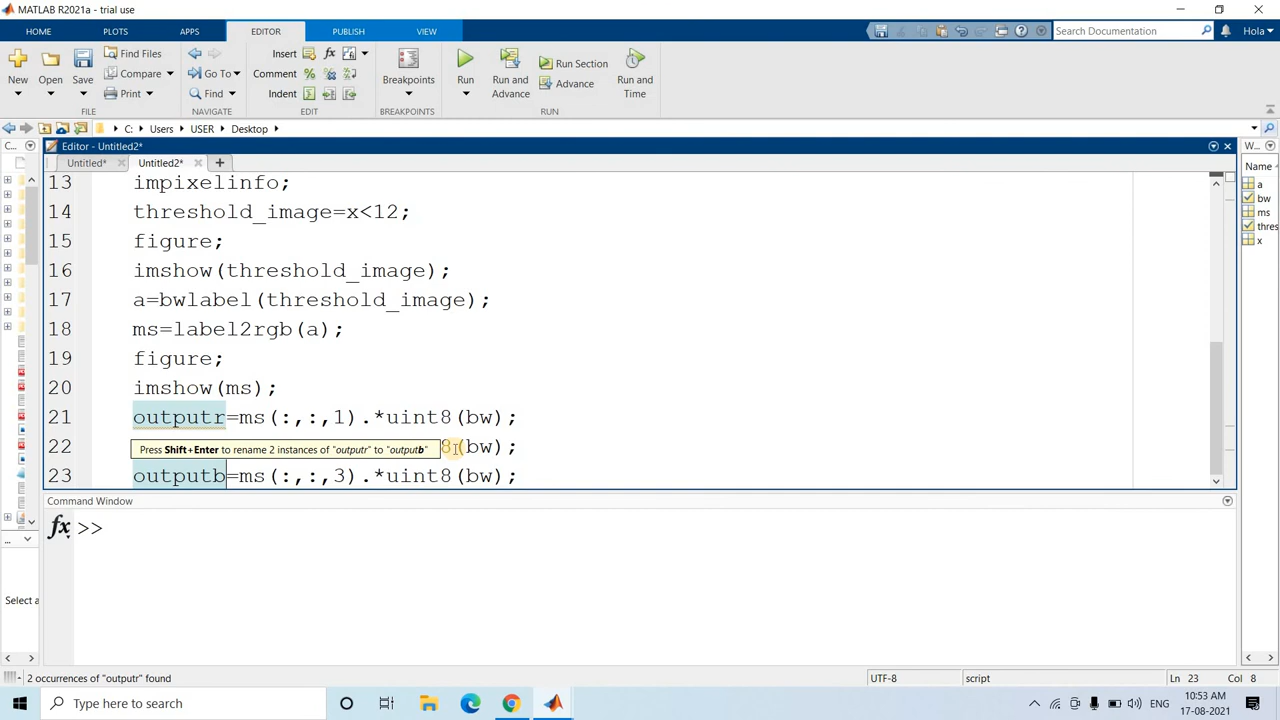 MATLAB R2021a - trial use
HOME PLOTS APPS EDITOR PUBLISH VIEW
Search Documentation Hola
New Open Save Find Files Compare Print
Go To Find
Insert Comment Indent
Breakpoints
Run Run and Advance Run Section Advance Run and Time
FILE NAVIGATE EDIT BREAKPOINTS RUN
C: Users USER Desktop
C... Editor - Untitled2* W...
Untitled* Untitled2*
Name
a
bw
ms
thres
x
13 impixelinfo;
14 threshold_image=x<12;
15 figure;
16 imshow(threshold_image);
17 a=bwlabel(threshold_image);
18 ms=label2rgb(a);
19 figure;
20 imshow(ms);
21 outputr=ms(:,:,1).*uint8(bw);
22 8(bw);
Press Shift+Enter to rename 2 instances of "outputr" to "outputb"
23 outputb=ms(:,:,3).*uint8(bw);
Command Window
fx >>
Select a
2 occurrences of "outputr" found UTF-8 script Ln 23 Col 8
Type here to search ENG 10:53 AM
17-08-2021